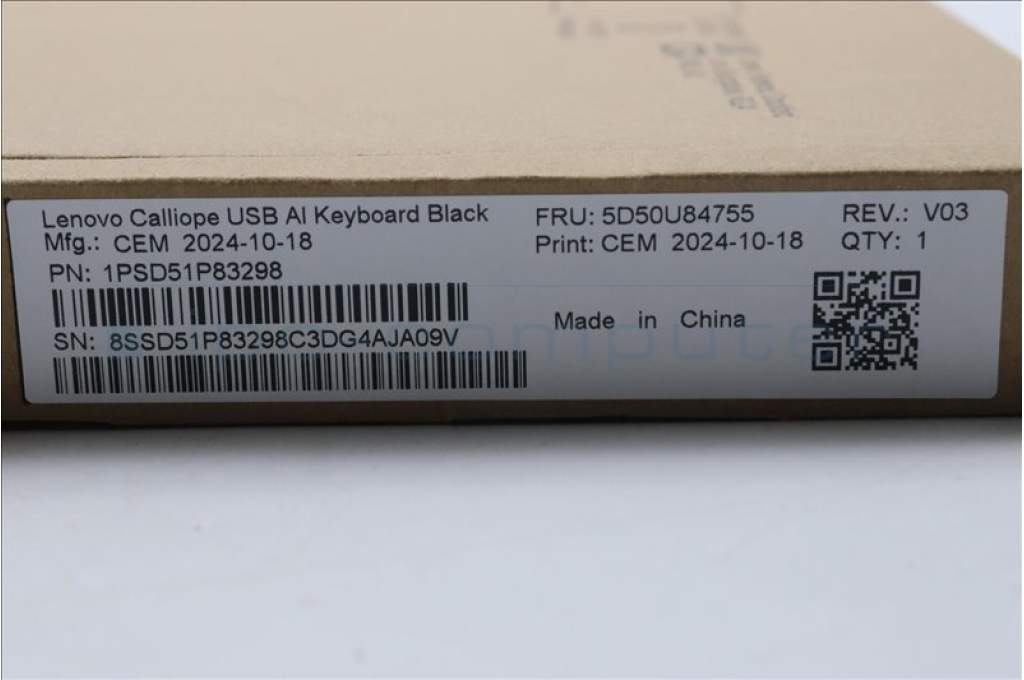 Lenovo Calliope USB AI Keyboard Black
Mfg.: CEM 2024-10-18
PN: 1PSD51P83298
SN: 8SSD51P83298C3DG4AJA09V
FRU: 5D50U84755
Print: CEM 2024-10-18
Made in China
REV.: V03
QTY: 1